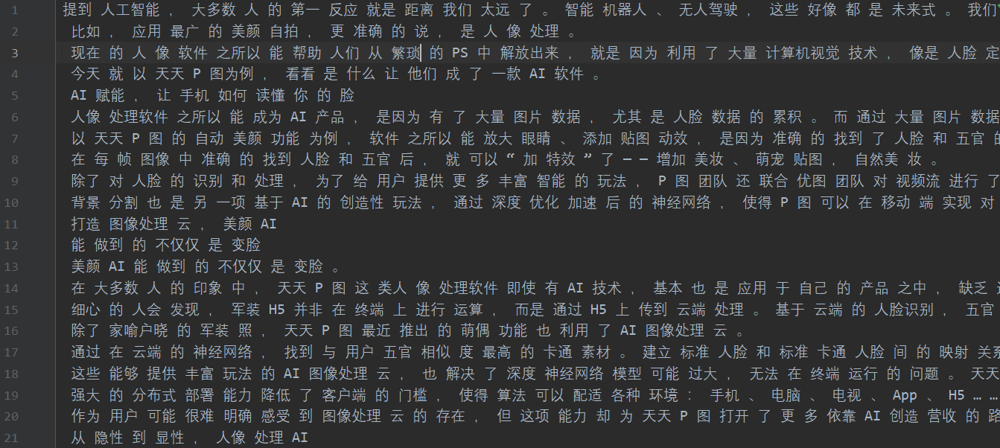 1 提到 人工智能 ， 大多数 人 的 第一 反应 就是 距离 我们 太远 了 。 智能 机器人 、 无人驾驶 ， 这些 好像 都 是 未来式 。 我们
2 比如 ， 应用 最广 的 美颜 自拍 ， 更 准确 的 说 ， 是 人 像 处理 。
3 现在 的 人 像 软件 之所以 能 帮助 人们 从 繁琐 的 PS 中 解放出来 ， 就是 因为 利用 了 大量 计算机视觉 技术 ， 像是 人脸 定
4 今天 就 以 天天 P 图为例 ， 看看 是 什么 让 他们 成 了 一款 AI 软件 。
5 AI 赋能 ， 让 手机 如何 读懂 你 的 脸
6 人像 处理软件 之所以 能 成为 AI 产品 ， 是因为 有 了 大量 图片 数据 ， 尤其 是 人脸 数据 的 累积 。 而 通过 大量 图片 数据
7 以 天天 P 图 的 自动 美颜 功能 为例 ， 软件 之所以 能 放大 眼睛 、 添加 贴图 动效 ， 是因为 准确 的 找到 了 人脸 和 五官 的
8 在 每 帧 图像 中 准确 的 找到 人脸 和 五官 后 ， 就 可以 “ 加 特效 ” 了 — — 增加 美妆 、 萌宠 贴图 ， 自然美 妆 。
9 除了 对 人脸 的 识别 和 处理 ， 为了 给 用户 提供 更 多 丰富 智能 的 玩法 ， P 图 团队 还 联合 优图 团队 对 视频流 进行 了
10 背景 分割 也 是 另 一项 基于 AI 的 创造性 玩法 ， 通过 深度 优化 加速 后 的 神经网络 ， 使得 P 图 可以 在 移动 端 实现 对
11 打造 图像处理 云 ， 美颜 AI
12 能 做到 的 不仅仅 是 变脸
13 美颜 AI 能 做到 的 不仅仅 是 变脸 。
14 在 大多数 人 的 印象 中 ， 天天 P 图 这 类人 像 处理软件 即使 有 AI 技术 ， 基本 也 是 应用 于 自己 的 产品 之中 ， 缺乏
15 细心 的 人会 发现 ， 军装 H5 并非 在 终端 上 进行 运算 ， 而是 通过 H5 上 传到 云端 处理 。 基于 云端 的 人脸识别 ， 五官
16 除了 家喻户晓 的 军装 照 ， 天天 P 图 最近 推出 的 萌偶 功能 也 利用 了 AI 图像处理 云 。
17 通过 在 云端 的 神经网络 ， 找到 与 用户 五官 相似 度 最高 的 卡通 素材 。 建立 标准 人脸 和 标准 卡通 人脸 间 的 映射 关系
18 这些 能够 提供 丰富 玩法 的 AI 图像处理 云 ， 也 解决 了 深度 神经网络 模型 可能 过大 ， 无法 在 终端 运行 的 问题 。 天天
19 强大 的 分布式 部署 能力 降低 了 客户端 的 门槛 ， 使得 算法 可以 配适 各种 环境 ： 手机 、 电脑 、 电视 、 App 、 H5 … …
20 作为 用户 可能 很难 明确 感受 到 图像处理 云 的 存在 ， 但 这项 能力 却 为 天天 P 图 打开 了 更 多 依靠 AI 创造 营收 的 路
21 从 隐性 到 显性 ， 人像 处理 AI